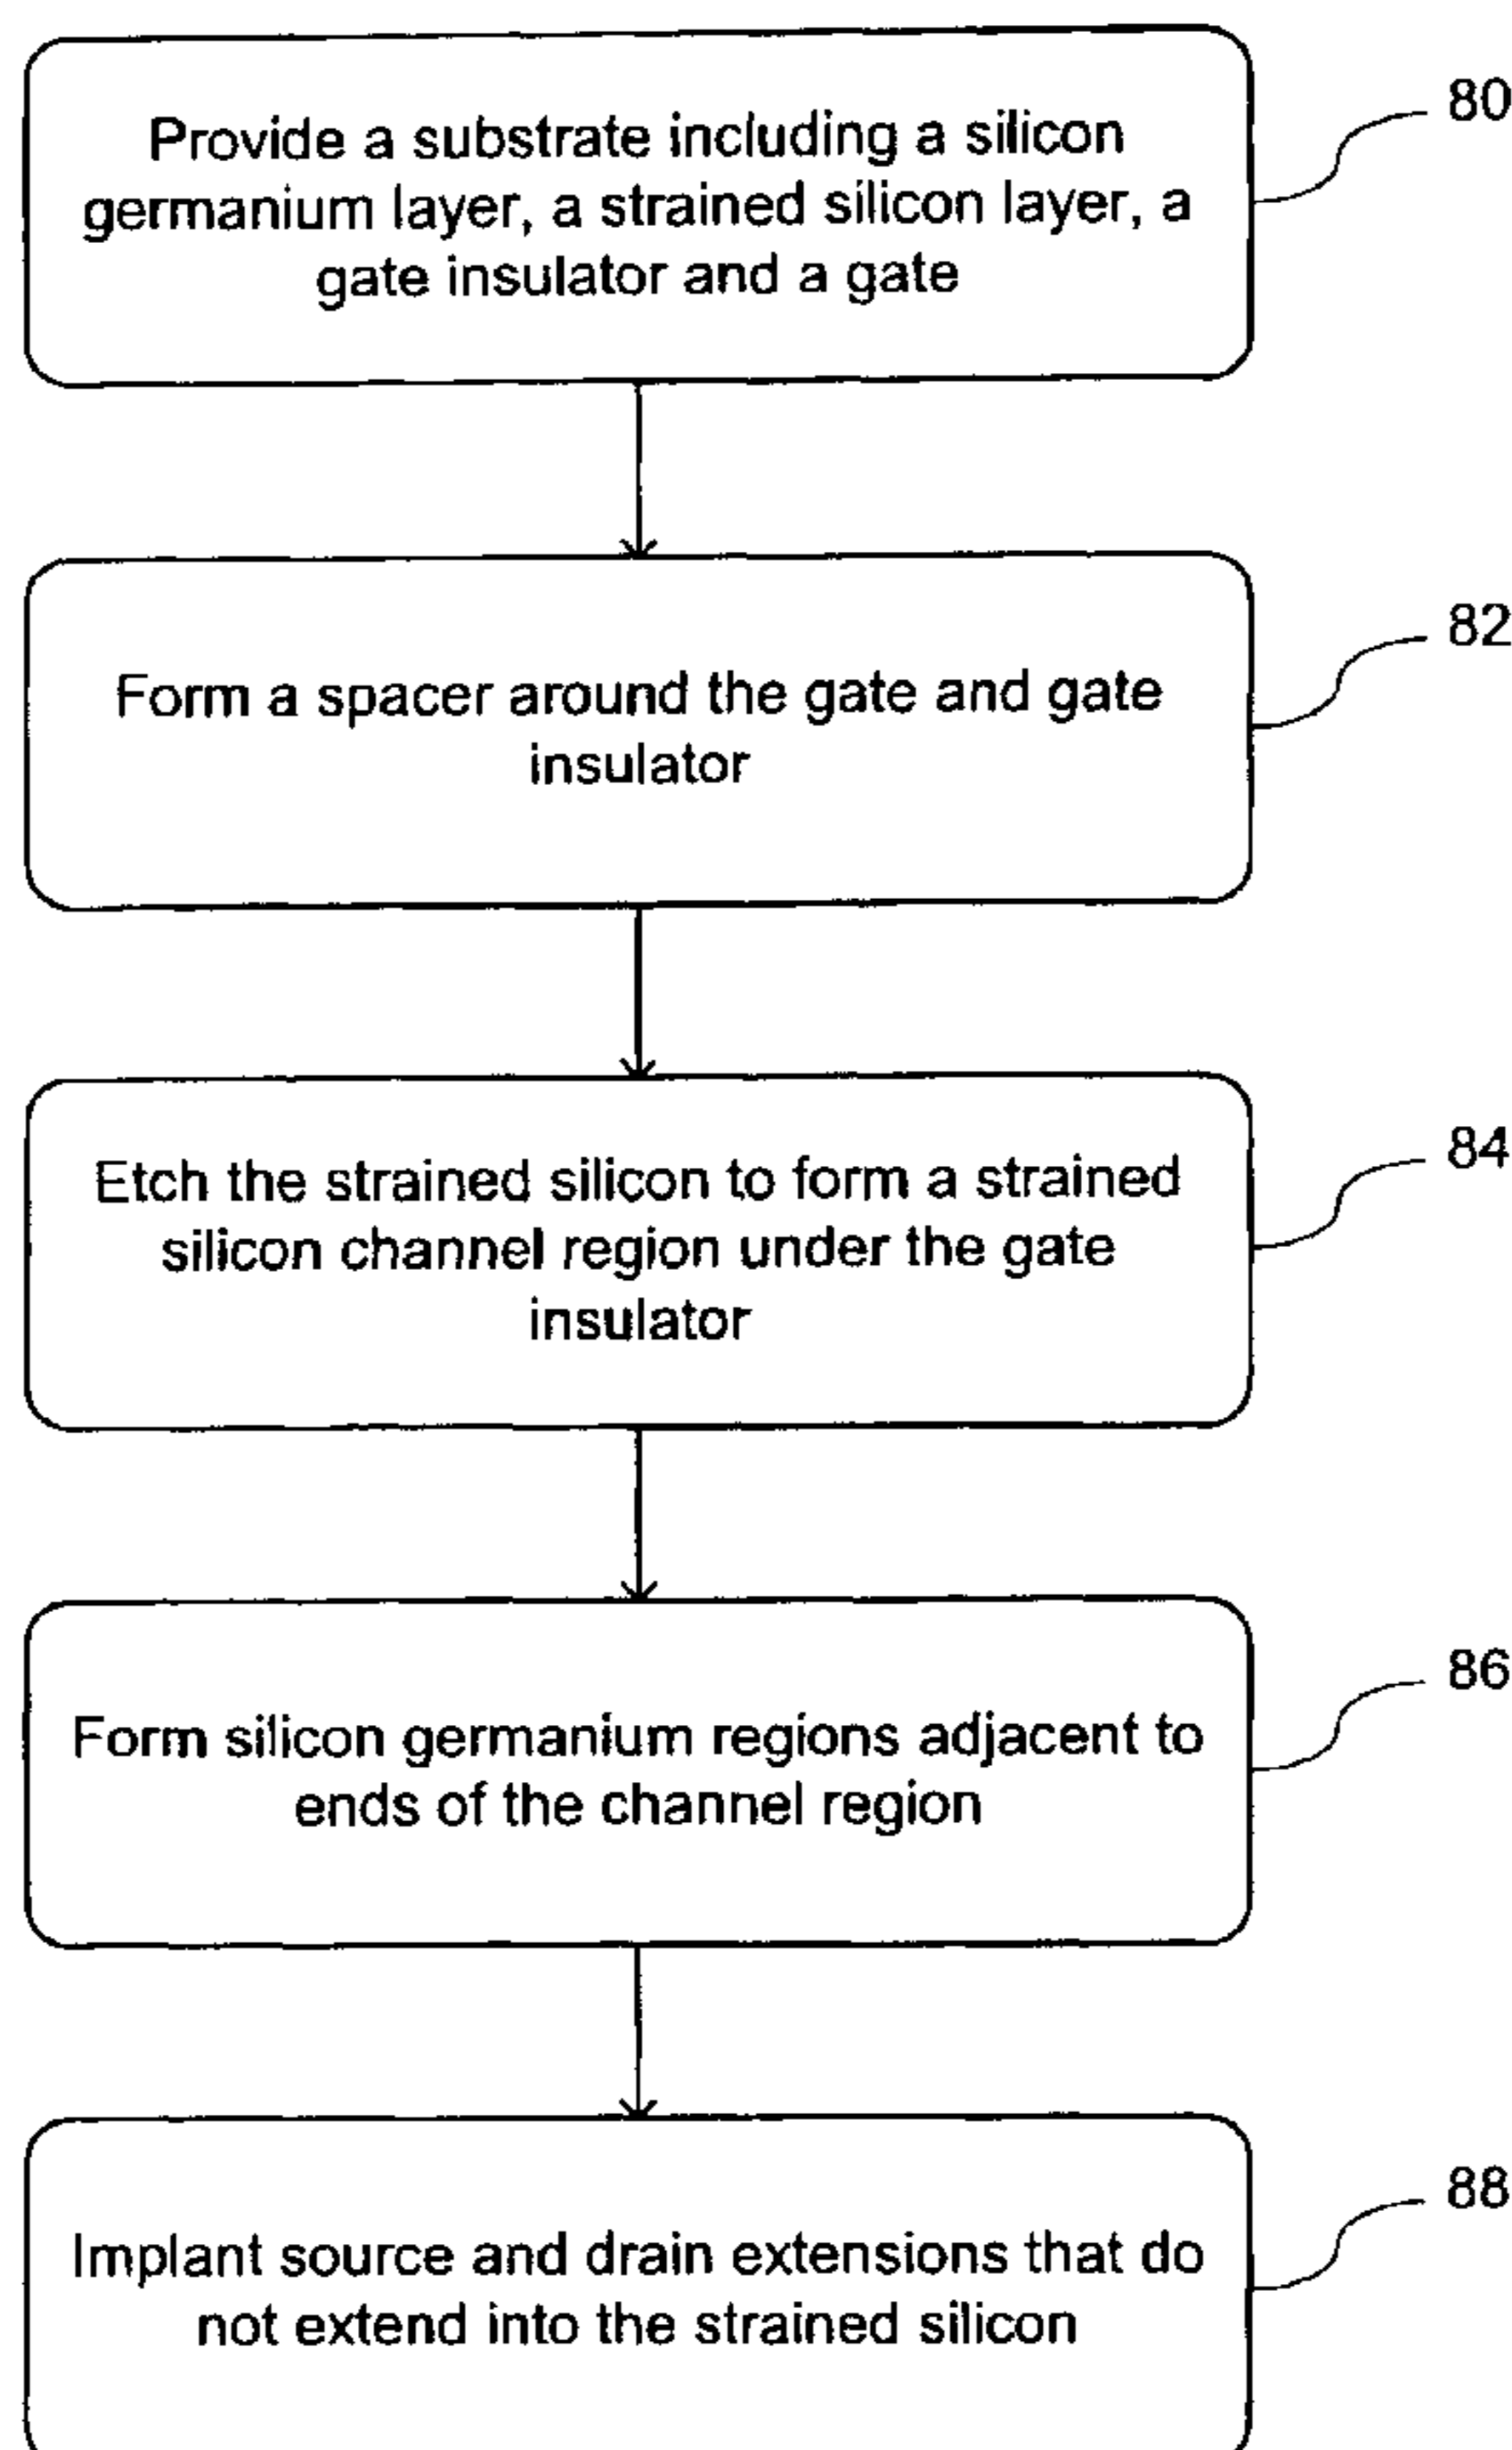 Provide a substrate including a silicon
germanium layer, a strained silicon layer, a
gate insulator and a gate
80
Form a spacer around the gate and gate
insulator
82
Etch the strained silicon to form a strained
silicon channel region under the gate
insulator
84
Form silicon germanium regions adjacent to
ends of the channel region
86
Implant source and drain extensions that do
not extend into the strained silicon
88